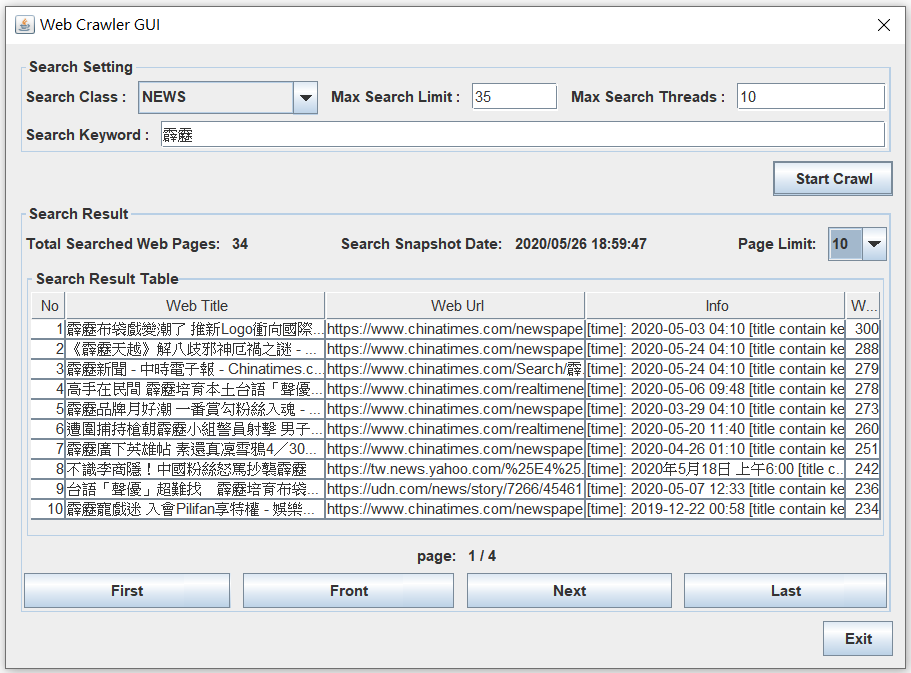 Web Crawler GUI
Search Setting
Search Class : NEWS Max Search Limit : 35 Max Search Threads : 10
Search Keyword : 霹靂
Start Crawl
Search Result
Total Searched Web Pages: 34 Search Snapshot Date: 2020/05/26 18:59:47 Page Limit: 10
Search Result Table
No Web Title Web Url Info W...
1 霹靂布袋戲變潮了 推新Logo衝向國際... https://www.chinatimes.com/newspape [time]: 2020-05-03 04:10 [title contain ke 300
2 《霹靂天越》解八歧邪神厄禍之謎 - ... https://www.chinatimes.com/newspape [time]: 2020-05-24 04:10 [title contain ke 288
3 霹靂新聞 - 中時電子報 - Chinatimes.c... https://www.chinatimes.com/Search/霹 [time]: 2020-05-24 04:10 [title contain ke 279
4 高手在民間 霹靂培育本土台語「聲優... https://www.chinatimes.com/realtimene [time]: 2020-05-06 09:48 [title contain ke 278
5 霹靂品牌月好潮 一番賞勾粉絲入魂 - ... https://www.chinatimes.com/newspape [time]: 2020-03-29 04:10 [title contain ke 273
6 遭圍捕持槍朝霹靂小組警員射擊 男子... https://www.chinatimes.com/realtimene [time]: 2020-05-20 11:40 [title contain ke 260
7 霹靂廣下英雄帖 素還真凜雪鴉4／30... https://www.chinatimes.com/newspape [time]: 2020-04-26 01:10 [title contain ke 251
8 不識李商隱！中國粉絲怒罵抄襲霹靂 https://tw.news.yahoo.com/%25E4%25. [time]: 2020年5月18日 上午6:00 [title c... 242
9 台語「聲優」超難找　霹靂培育布袋... https://udn.com/news/story/7266/45461 [time]: 2020-05-07 12:33 [title contain ke 236
10 霹靂寵戲迷 入會Pilifan享特權 - 娛樂... https://www.chinatimes.com/newspape [time]: 2019-12-22 00:58 [title contain ke 234
page: 1 / 4
First Front Next Last
Exit